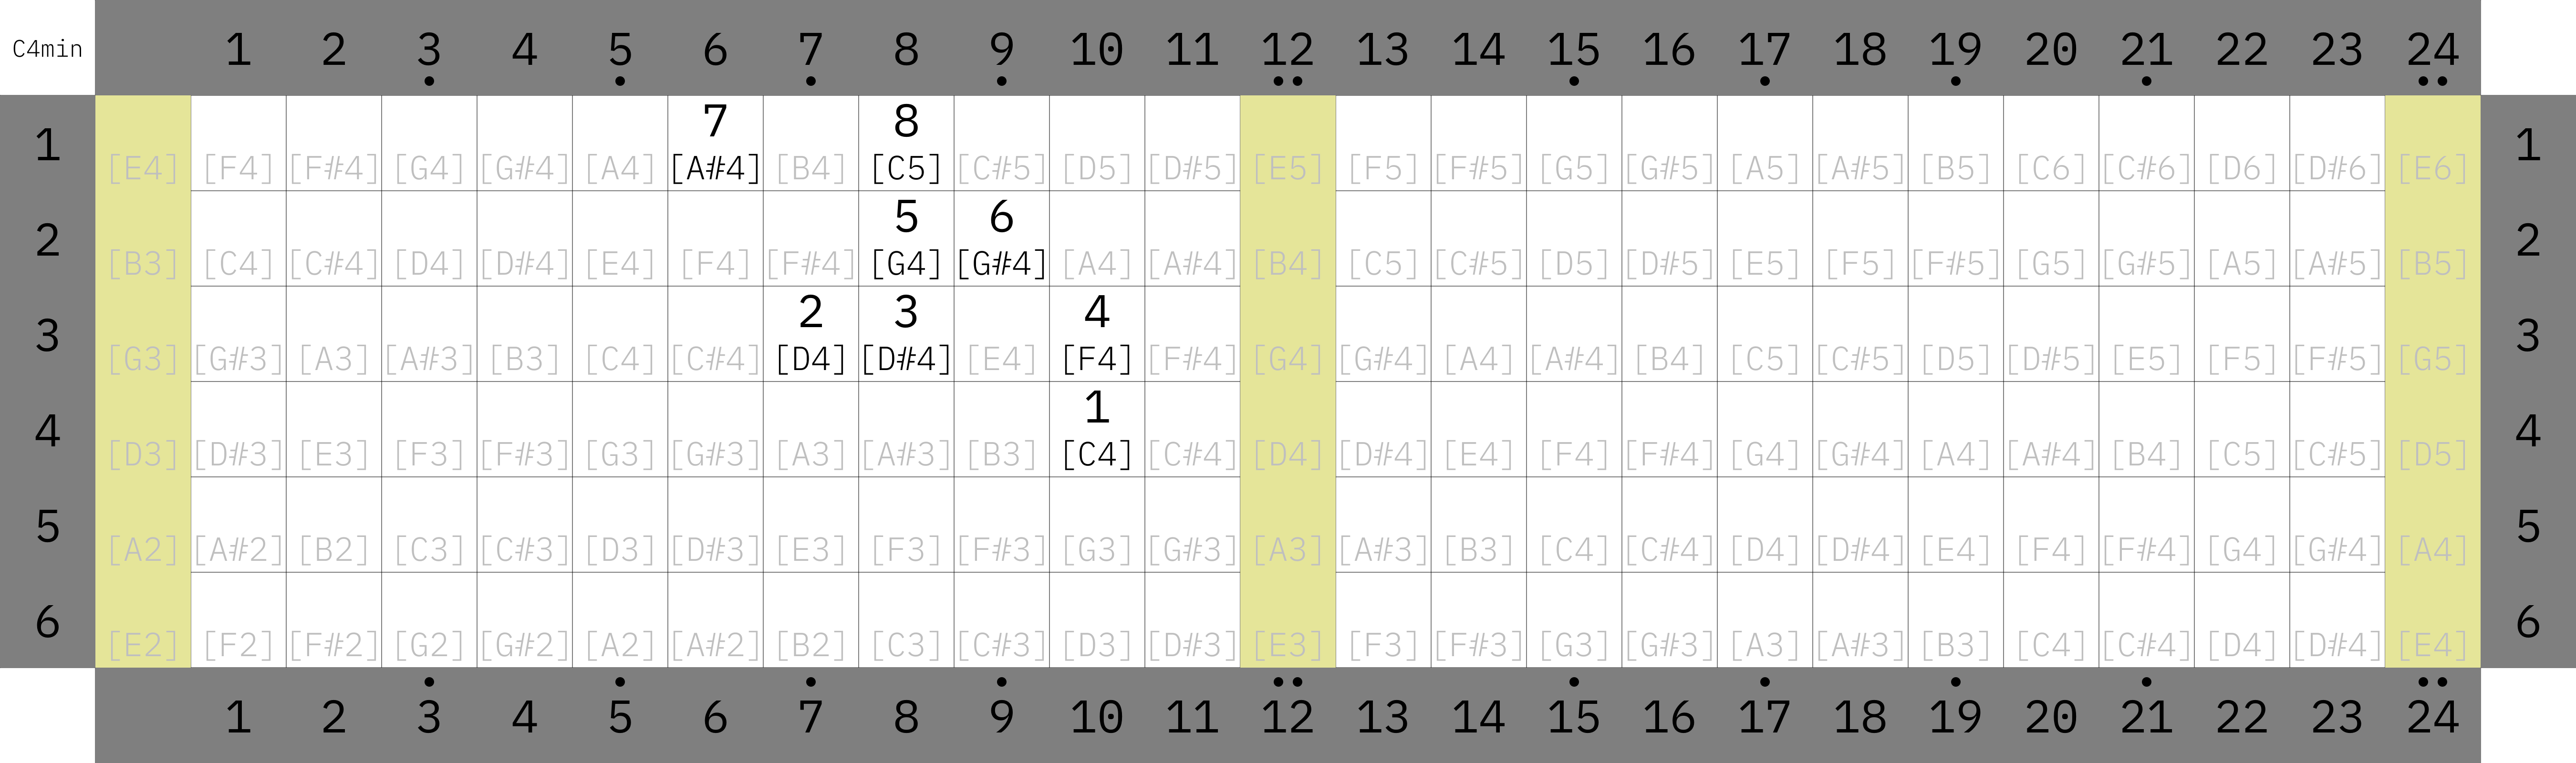 C4min 1 2 3 4 5 6 7 8 9 10 11 12 13 14 15 16 17 18 19 20 21 22 23 24
7 8
1 [E4] [F4] [F#4] [G4] [G#4] [A4] [A#4] [B4] [C5] [C#5] [D5] [D#5] [E5] [F5] [F#5] [G5] [G#5] [A5] [A#5] [B5] [C6] [C#6] [D6] [D#6] [E6] 1
5 6
2 [B3] [C4] [C#4] [D4] [D#4] [E4] [F4] [F#4] [G4] [G#4] [A4] [A#4] [B4] [C5] [C#5] [D5] [D#5] [E5] [F5] [F#5] [G5] [G#5] [A5] [A#5] [B5] 2
2 3 4
3 [G3] [G#3] [A3] [A#3] [B3] [C4] [C#4] [D4] [D#4] [E4] [F4] [F#4] [G4] [G#4] [A4] [A#4] [B4] [C5] [C#5] [D5] [D#5] [E5] [F5] [F#5] [G5] 3
1
4 [D3] [D#3] [E3] [F3] [F#3] [G3] [G#3] [A3] [A#3] [B3] [C4] [C#4] [D4] [D#4] [E4] [F4] [F#4] [G4] [G#4] [A4] [A#4] [B4] [C5] [C#5] [D5] 4
5 [A2] [A#2] [B2] [C3] [C#3] [D3] [D#3] [E3] [F3] [F#3] [G3] [G#3] [A3] [A#3] [B3] [C4] [C#4] [D4] [D#4] [E4] [F4] [F#4] [G4] [G#4] [A4] 5
6 [E2] [F2] [F#2] [G2] [G#2] [A2] [A#2] [B2] [C3] [C#3] [D3] [D#3] [E3] [F3] [F#3] [G3] [G#3] [A3] [A#3] [B3] [C4] [C#4] [D4] [D#4] [E4] 6
1 2 3 4 5 6 7 8 9 10 11 12 13 14 15 16 17 18 19 20 21 22 23 24